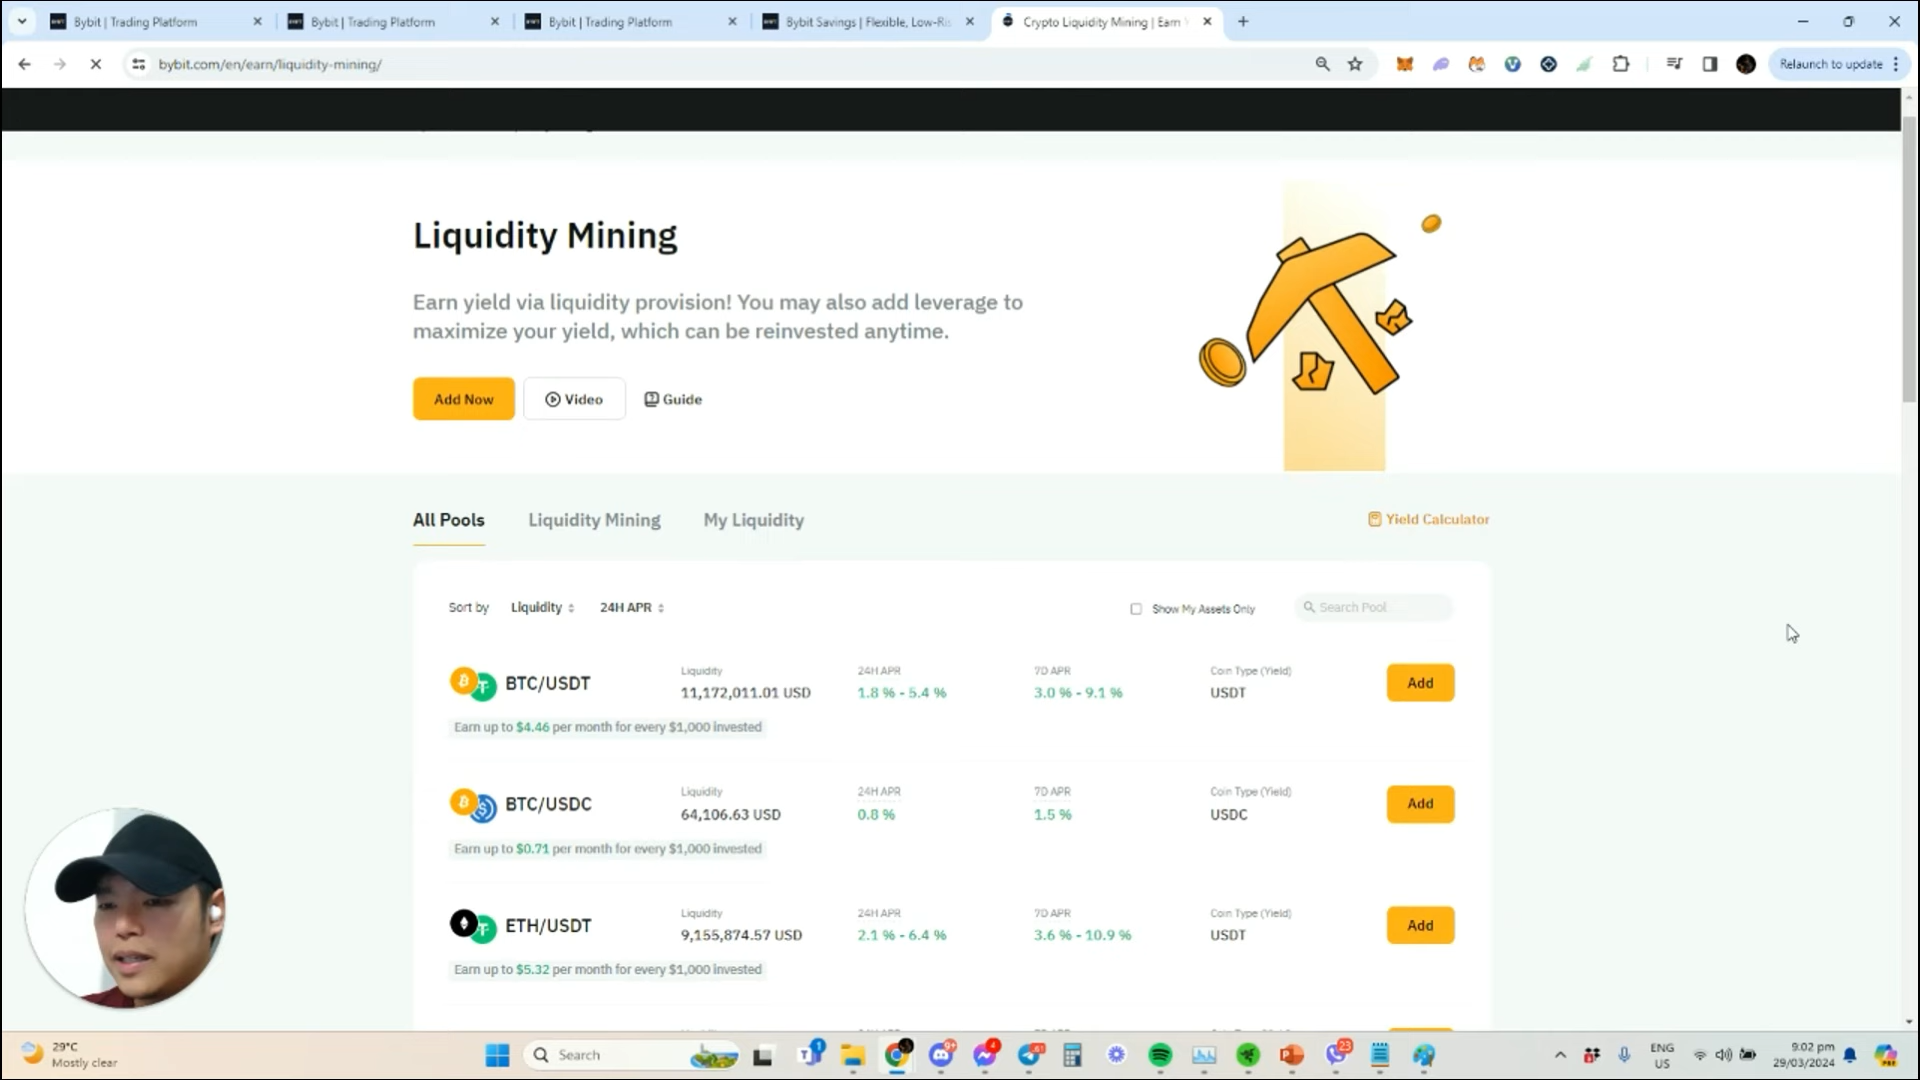 Bybit | Trading Platform
Bybit | Trading Platform
Bybit | Trading Platform
Bybit Savings | Flexible, Low-Ris
Crypto Liquidity Mining | Earn
bybit.com/en/earn/liquidity-mining/
Relaunch to update
Liquidity Mining
Earn yield via liquidity provision! You may also add leverage to
maximize your yield, which can be reinvested anytime.
Add Now
Video
Guide
All Pools
Liquidity Mining
My Liquidity
Yield Calculator
Sort by
Liquidity
24H APR
Show My Assets Only
Search Pool
BTC/USDT
Liquidity
11,172,011.01 USD
24H APR
1.8 % - 5.4 %
7D APR
3.0 % - 9.1 %
Coin Type (Yield)
USDT
Add
Earn up to $4.46 per month for every $1,000 invested
BTC/USDC
Liquidity
64,106.63 USD
24H APR
0.8 %
7D APR
1.5 %
Coin Type (Yield)
USDC
Add
Earn up to $0.71 per month for every $1,000 invested
ETH/USDT
Liquidity
9,155,874.57 USD
24H APR
2.1 % - 6.4 %
7D APR
3.6 % - 10.9 %
Coin Type (Yield)
USDT
Add
Earn up to $5.32 per month for every $1,000 invested
29°C
Mostly clear
Search
ENG
US
9:02 pm
29/03/2024